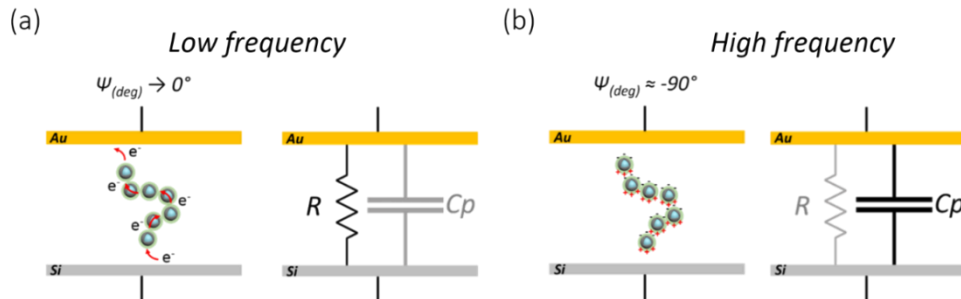 (a)
Low frequency
Ψ(deg) → 0°
Au
e-
e-
e-
e-
e-
Si
Au
R
Cp
Si
(b)
High frequency
Ψ(deg) ≈ -90°
Au
Si
Au
R
Cp
Si